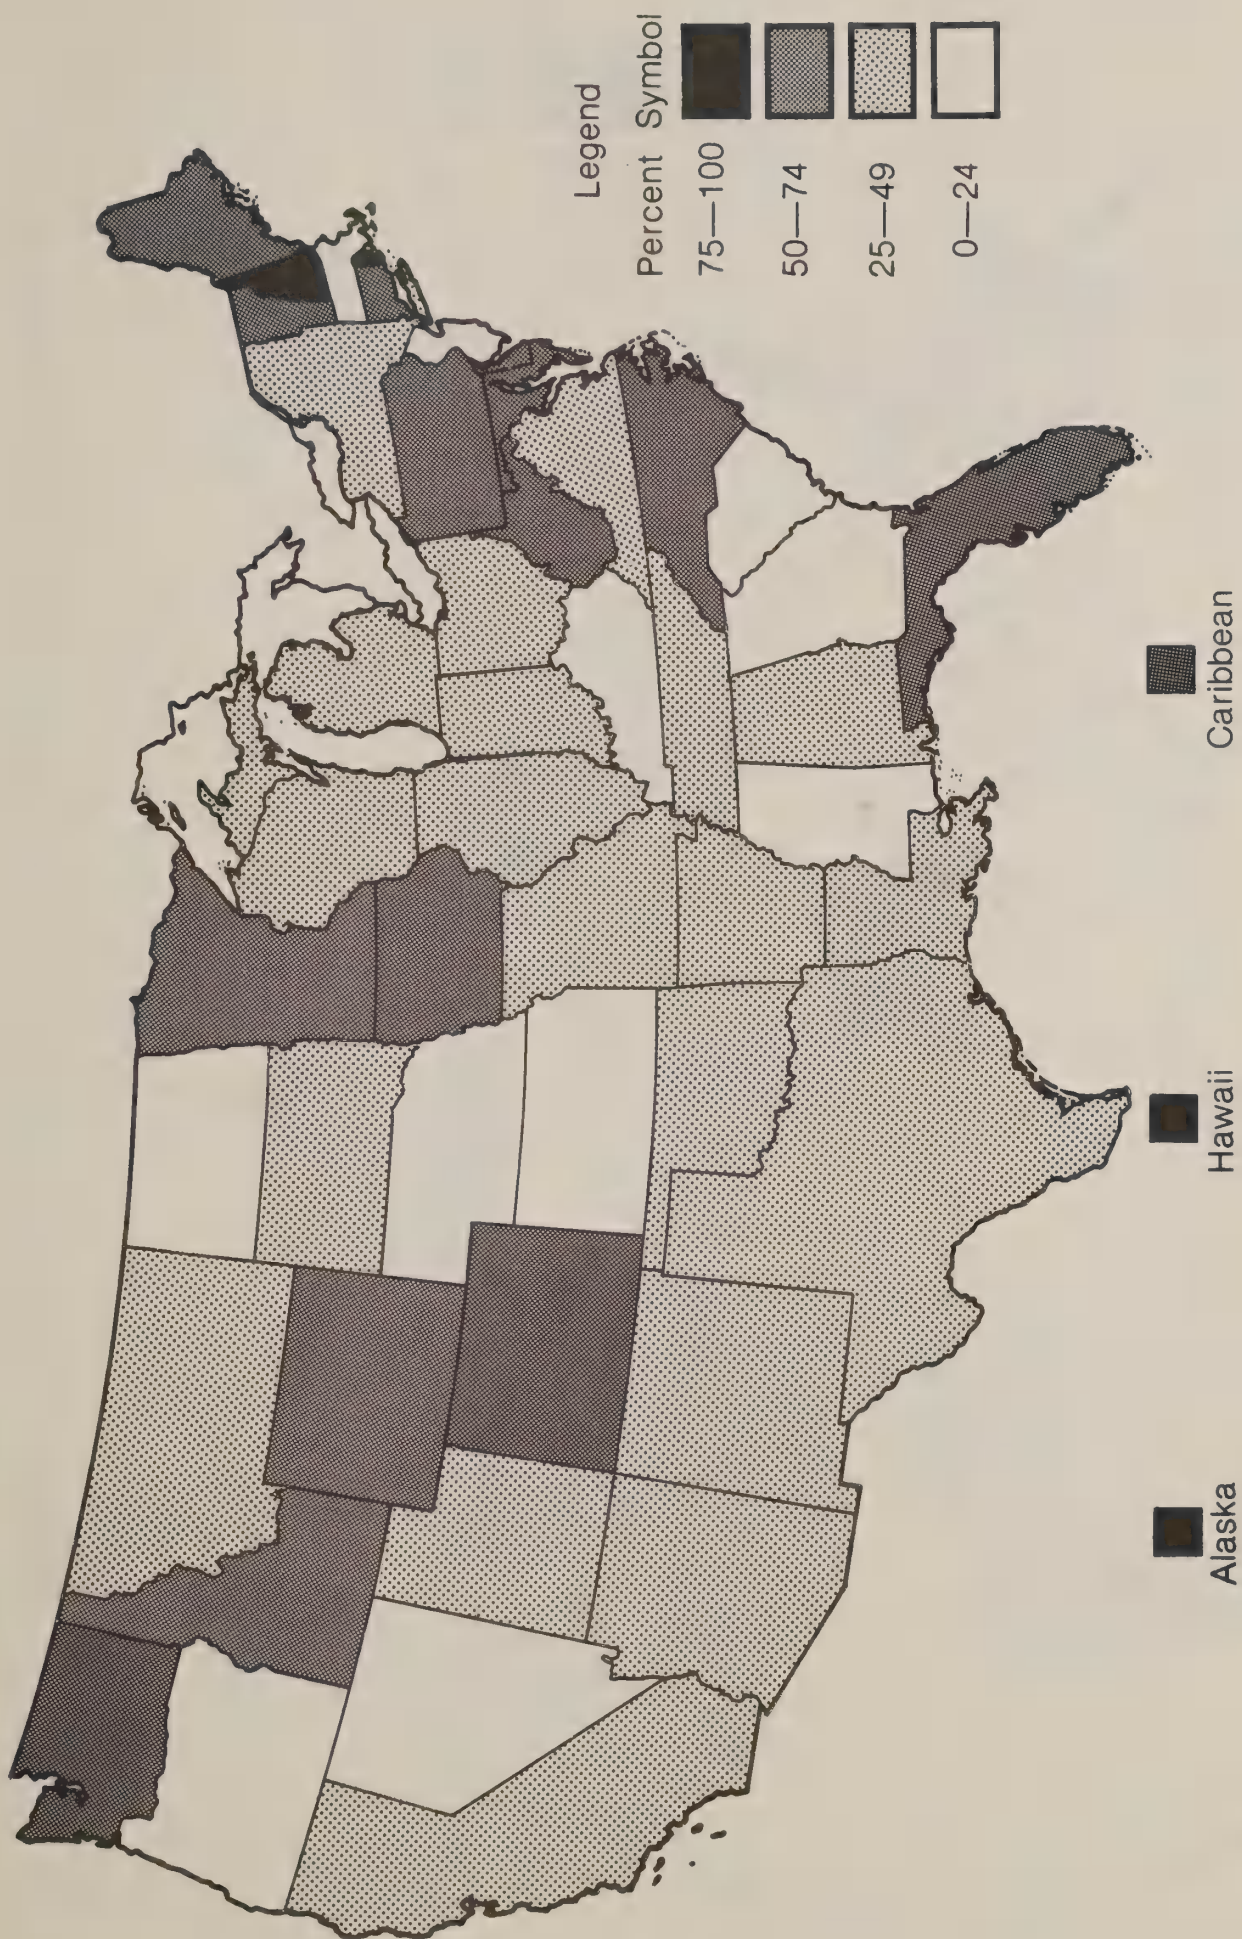 Legend
Percent Symbol
75—100
50—74
25—49
0—24
Alaska
Hawaii
Caribbean